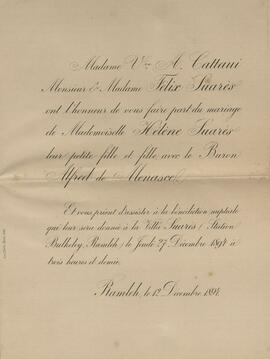 Madame Vve A. Cattaui
Monsieur & Madame Félix Suarès
ont l'honneur de vous faire part du mariage
de Mademoiselle Hélène Suarès
leur petite fille et fille, avec le Baron
Alfred de Menasce,
Et vous prient d'assister à la bénédiction nuptiale
qui leur sera donnée à la Villa Suarès (Station
Bulkeley, Ramleh) le Jeudi 27 Décembre 1894 à
trois heures et demie.
Ramleh, le 12 Décembre 1894.